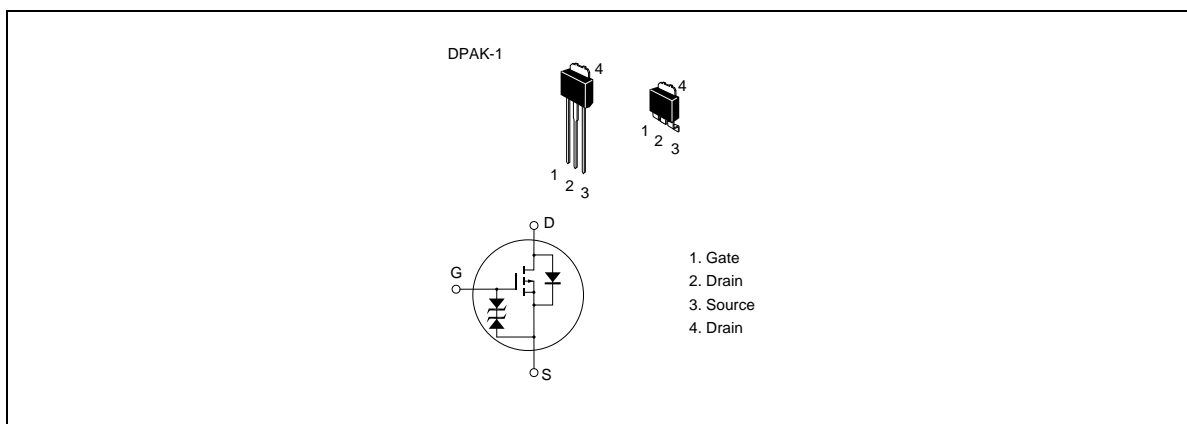 DPAK-1
4
4
1
2
3
1
2
3
D
G
S
1. Gate
2. Drain
3. Source
4. Drain